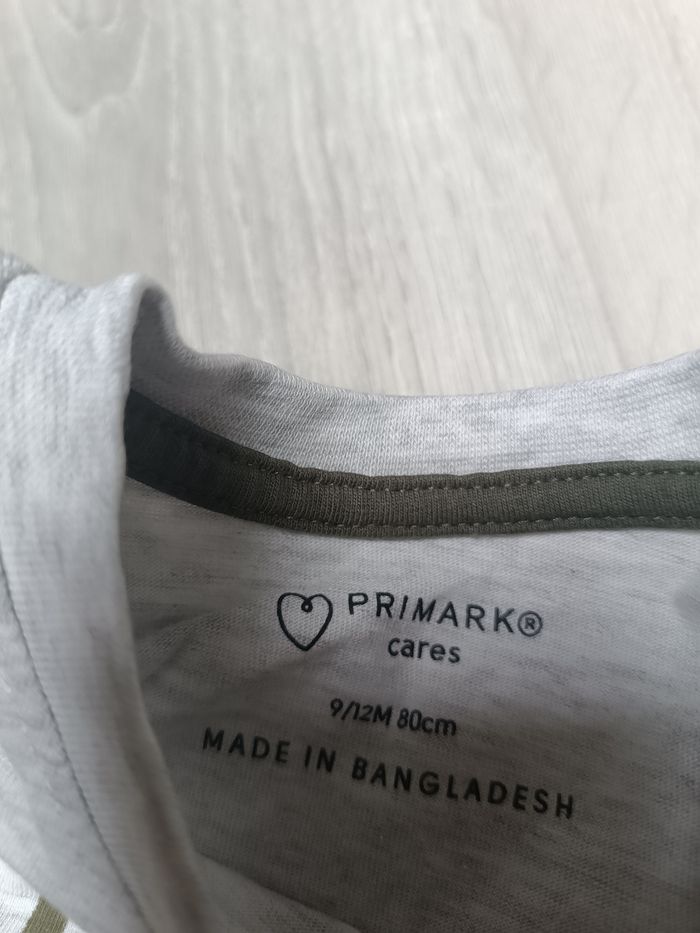 PRIMARK®
cares
9/12M 80cm
MADE IN BANGLADESH